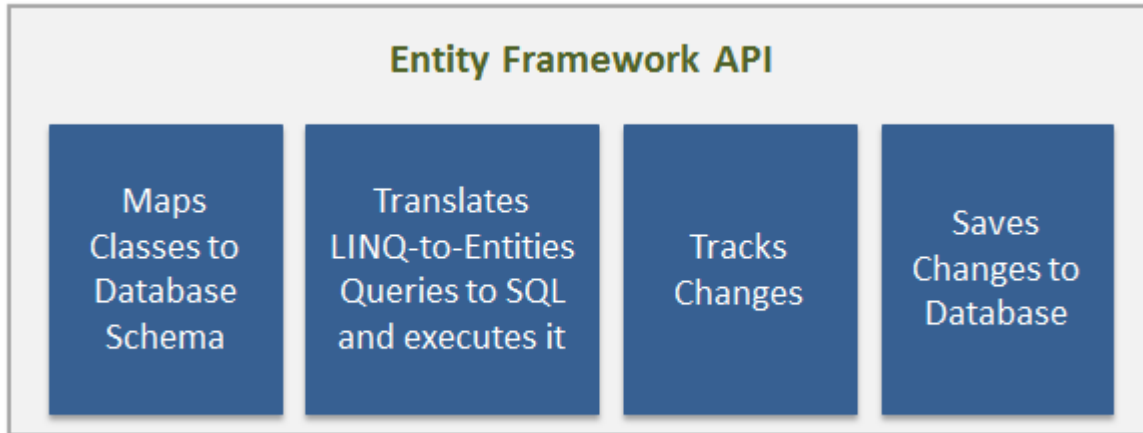 Entity Framework API
Maps
Classes to
Database
Schema
Translates
LINQ-to-Entities
Queries to SQL
and executes it
Tracks
Changes
Saves
Changes to
Database